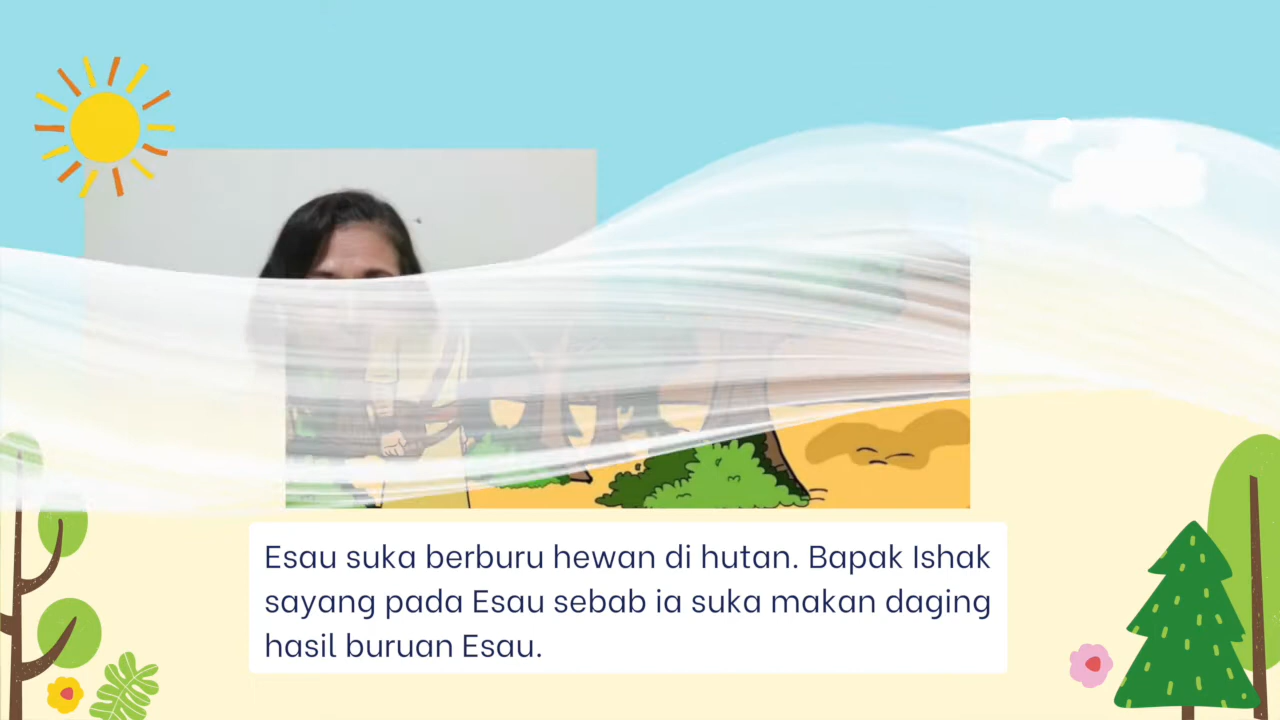 Esau suka berburu hewan di hutan. Bapak Ishak
sayang pada Esau sebab ia suka makan daging
hasil buruan Esau.